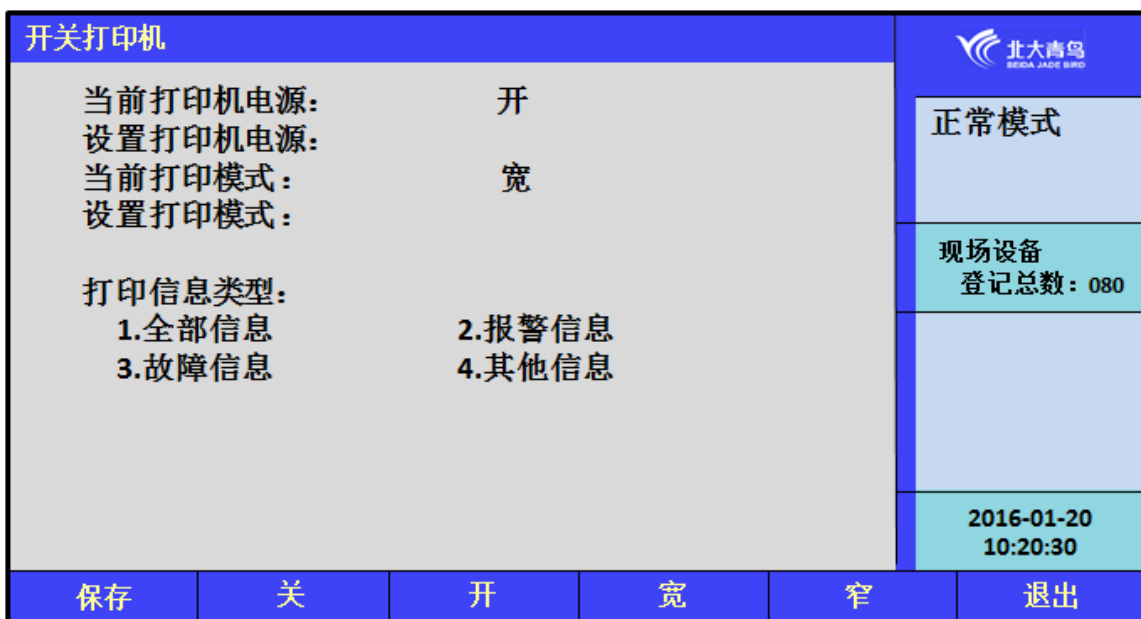 开关打印机
北大青鸟
BEIDA JADE BIRD
当前打印机电源： 开
设置打印机电源：
当前打印模式： 宽
设置打印模式：
打印信息类型：
1.全部信息 2.报警信息
3.故障信息 4.其他信息
正常模式
现场设备
登记总数：080
2016-01-20
10:20:30
保存 关 开 宽 窄 退出